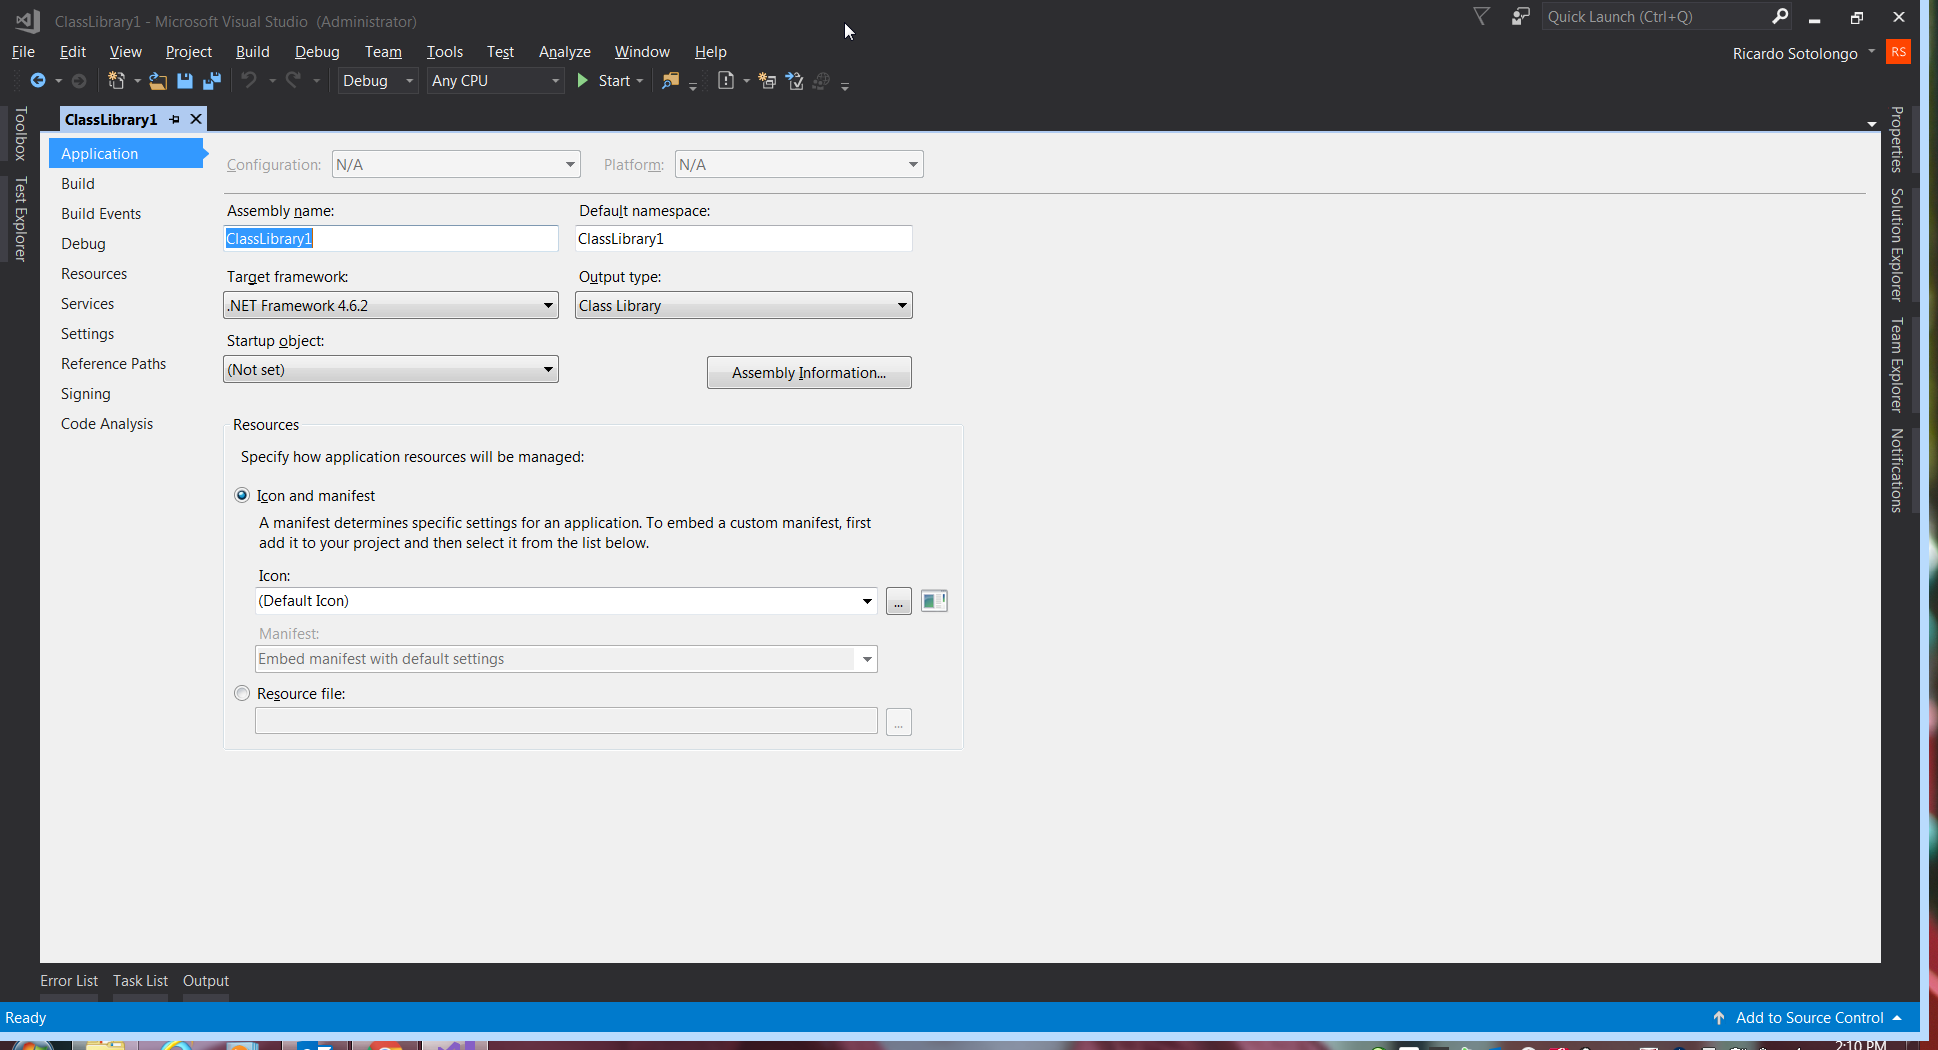 ClassLibrary1 - Microsoft Visual Studio (Administrator)
Quick Launch (Ctrl+Q)
File Edit View Project Build Debug Team Tools Test Analyze Window Help
Ricardo Sotolongo RS
Debug Any CPU Start
Toolbox
Test Explorer
ClassLibrary1
Application
Build
Build Events
Debug
Resources
Services
Settings
Reference Paths
Signing
Code Analysis
Configuration: N/A Platform: N/A
Assembly name: Default namespace:
ClassLibrary1 ClassLibrary1
Target framework: Output type:
.NET Framework 4.6.2 Class Library
Startup object:
(Not set) Assembly Information...
Resources
Specify how application resources will be managed:
Icon and manifest
A manifest determines specific settings for an application. To embed a custom manifest, first
add it to your project and then select it from the list below.
Icon:
(Default Icon) ...
Manifest:
Embed manifest with default settings
Resource file:
...
Properties
Solution Explorer
Team Explorer
Notifications
Error List Task List Output
Ready Add to Source Control
2:10 PM